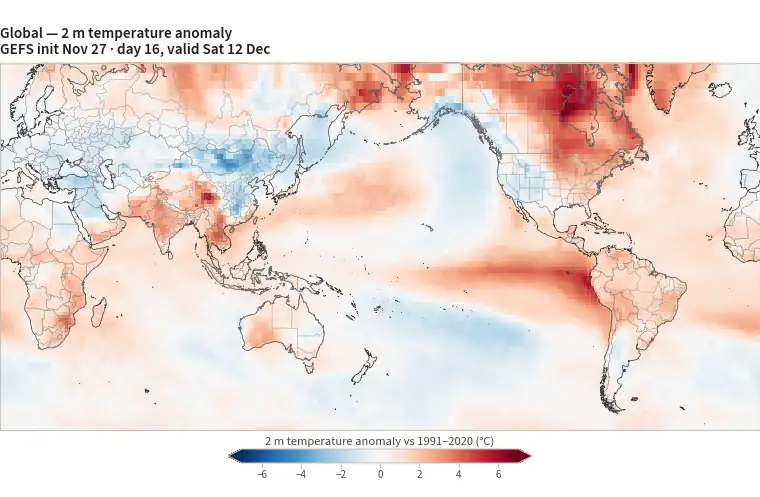 Global — 2 m temperature anomaly
GEFS init Nov 27 · day 16, valid Sat 12 Dec
2 m temperature anomaly vs 1991–2020 (°C)
−6 −4 −2 0 2 4 6